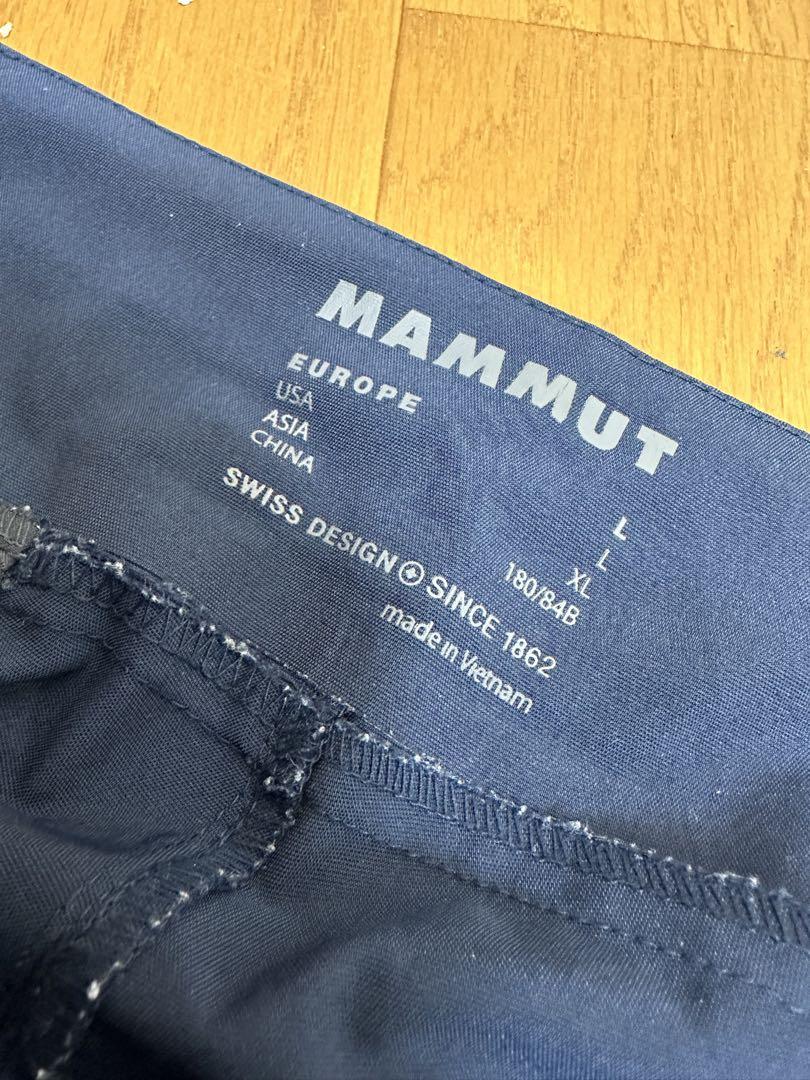 MAMMUT
EUROPE L
USA L
ASIA XL
CHINA 180/84B
SWISS DESIGN SINCE 1862
made in Vietnam